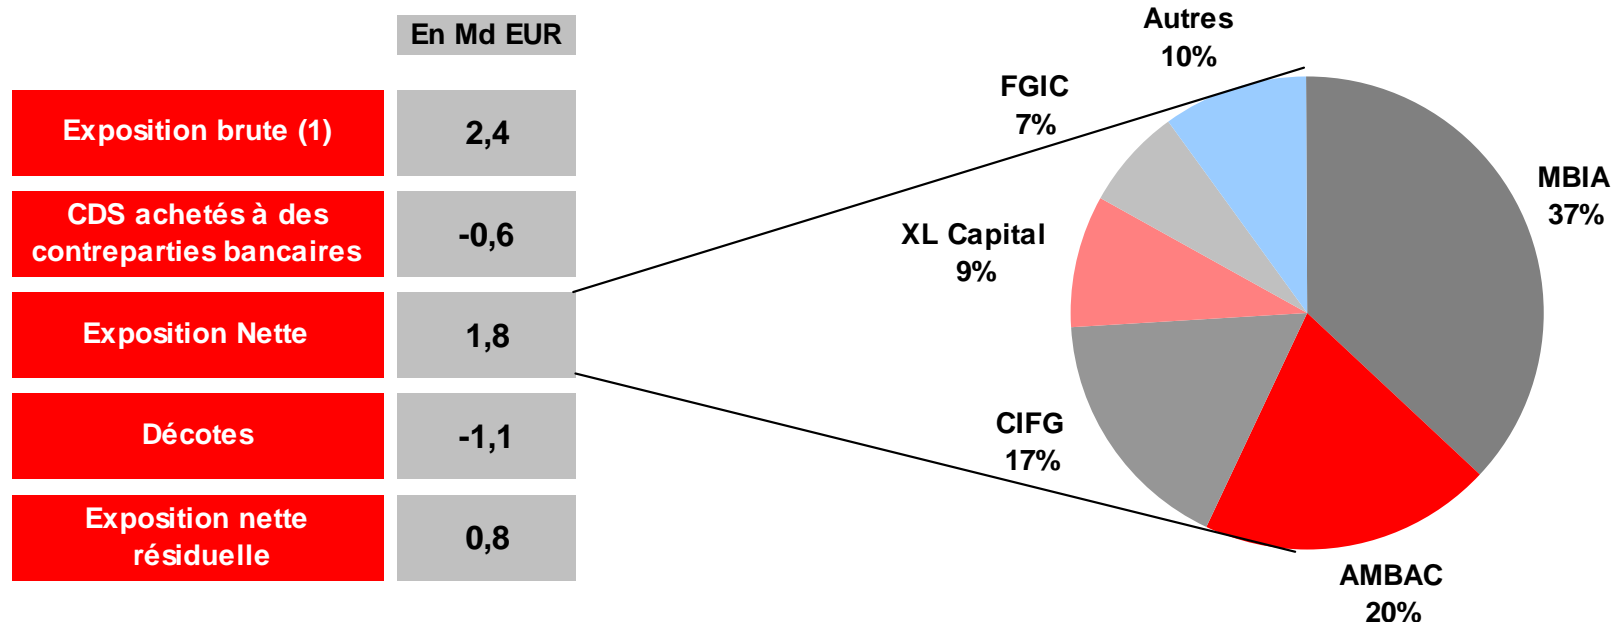 En Md EUR
Exposition brute (1)
2,4
CDS achetés à des
contreparties bancaires
-0,6
Exposition Nette
1,8
Décotes
-1,1
Exposition nette
résiduelle
0,8
Autres
10%
FGIC
7%
MBIA
37%
XL Capital
9%
CIFG
17%
AMBAC
20%